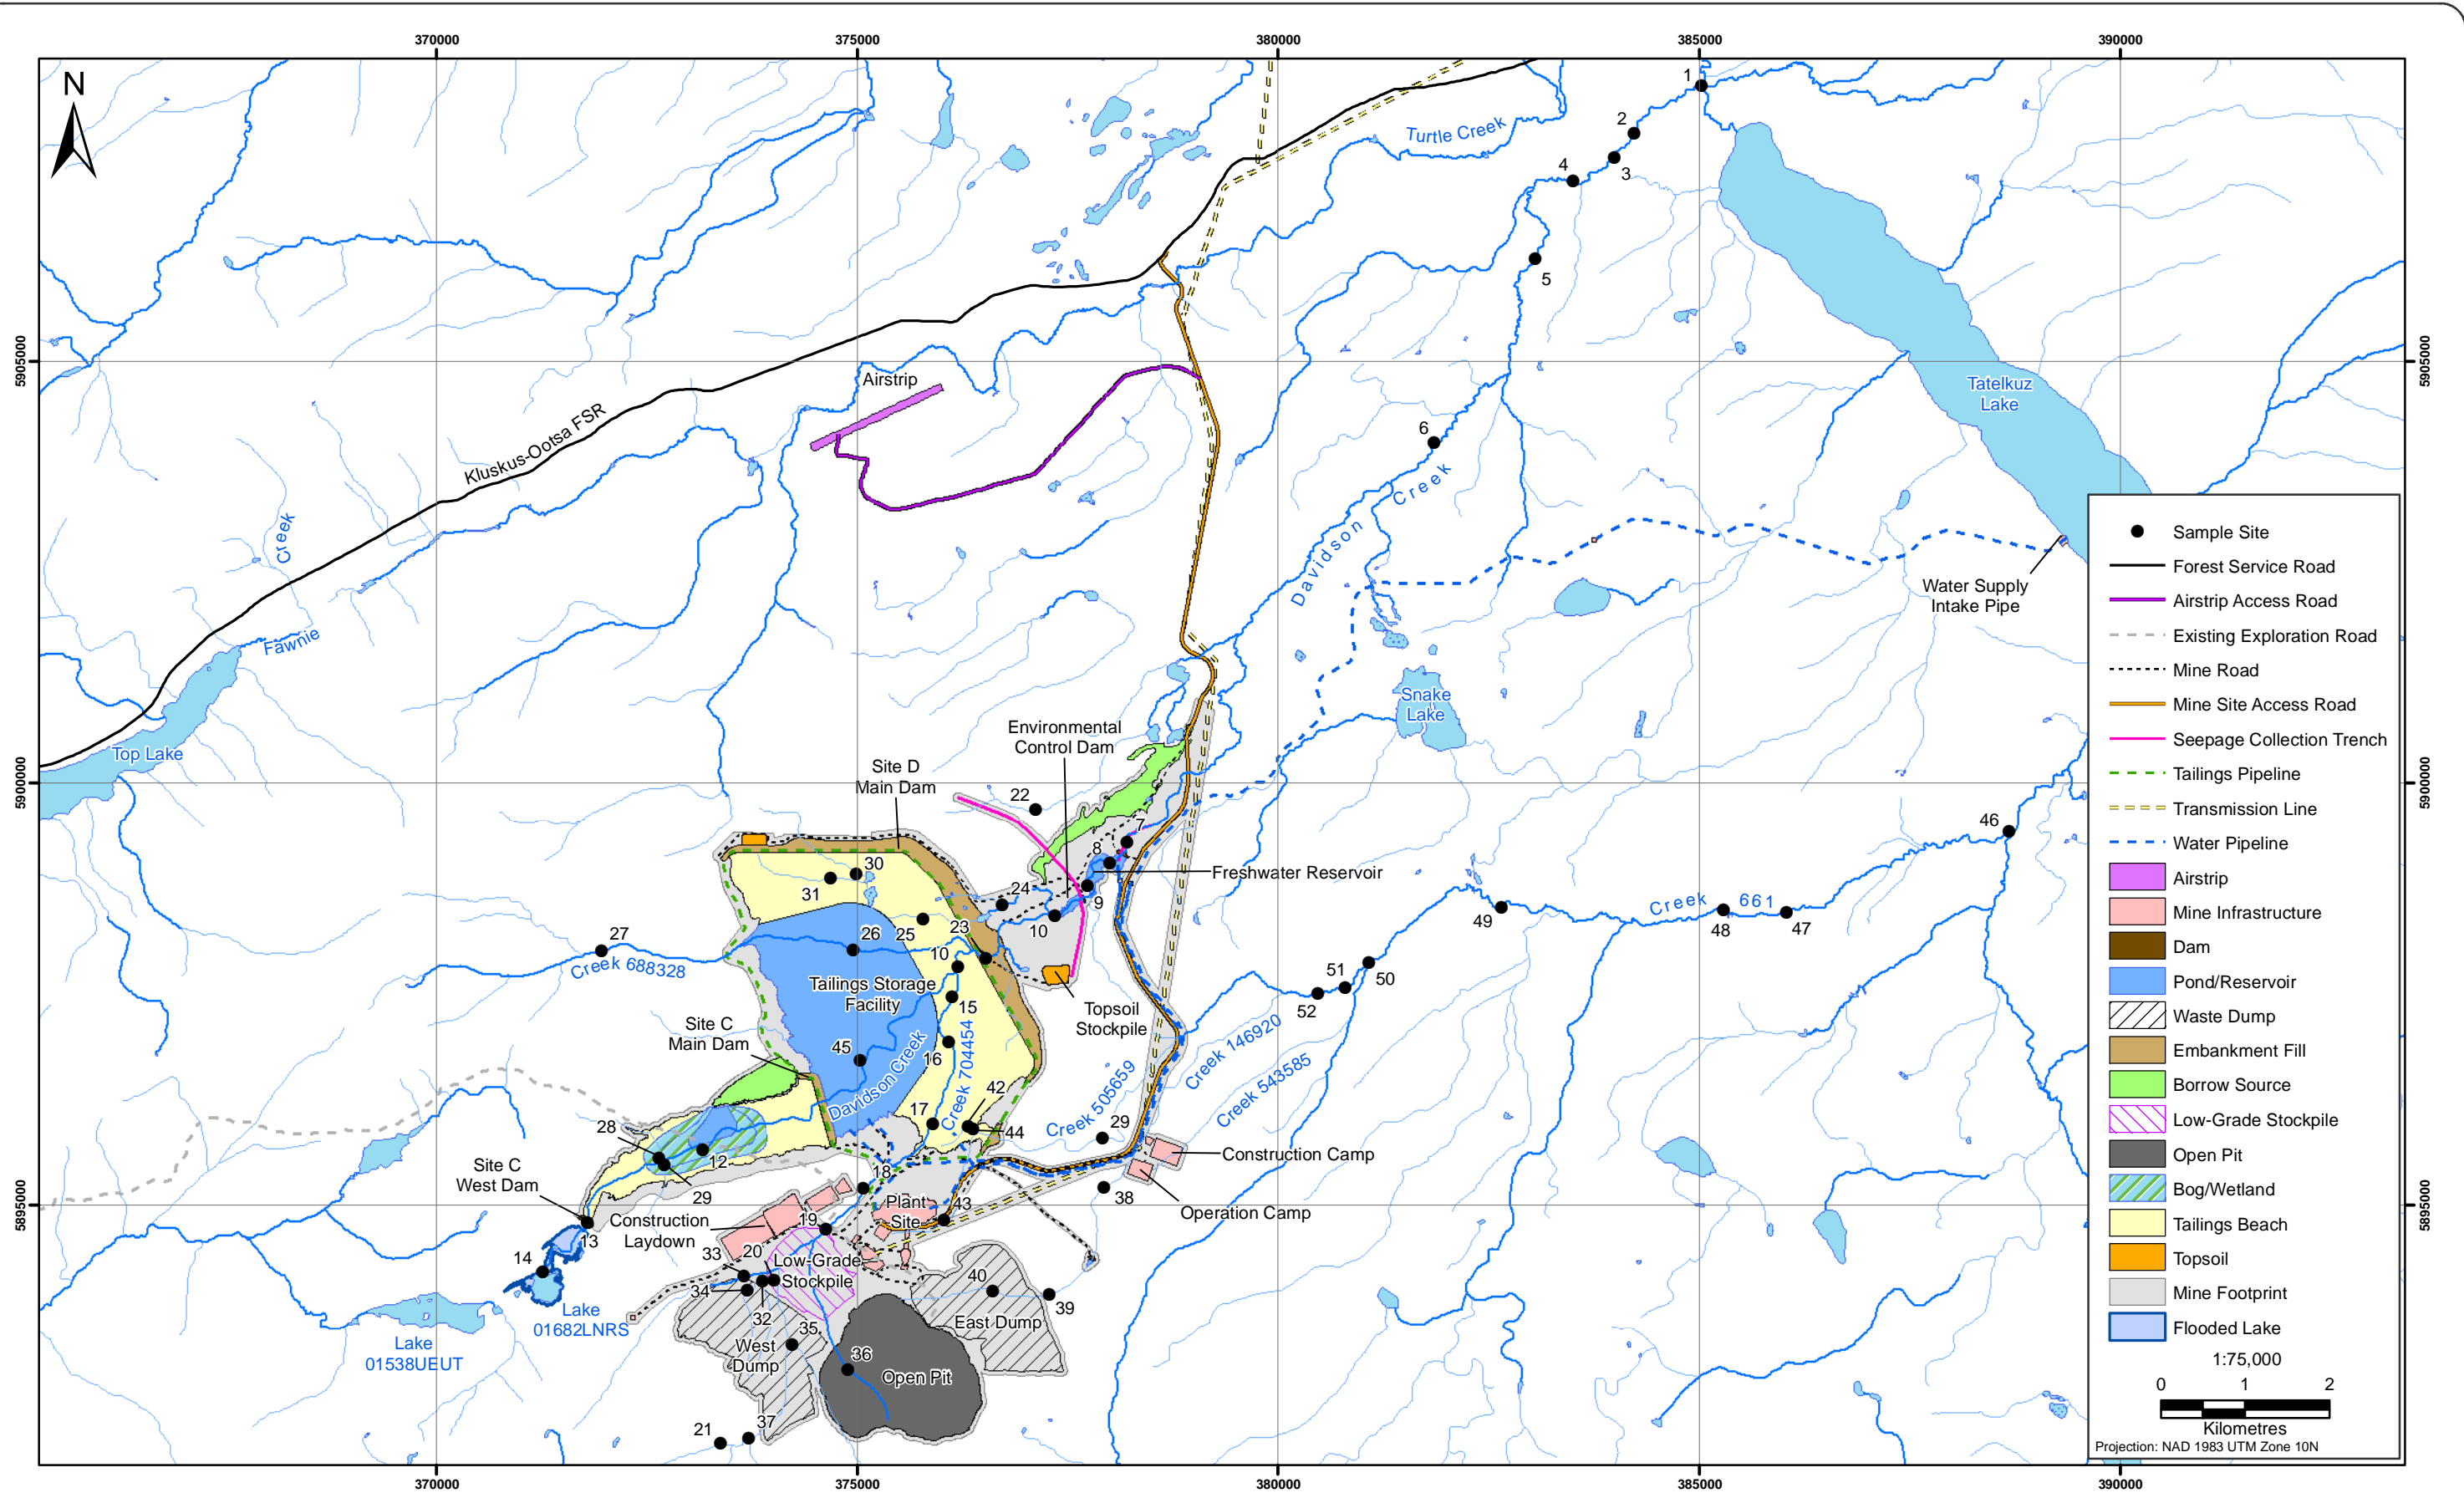 370000
375000
380000
385000
390000
N
1
2
Turtle Creek
3
4
5905000
5
5905000
Airstrip
Tatelkuz
Lake
Kluskus-Ootsa FSR
6
Creek
Davidson Creek
Fawnie
Water Supply
Intake Pipe
Snake
Lake
Top Lake
Environmental
Control Dam
Site D
Main Dam
5900000
5900000
22
7
46
8
30
Freshwater Reservoir
31
24
9
Creek 661
49
48
47
25
23
10
27
26
10
Creek 688328
Tailings Storage
Facility
51
50
15
52
Topsoil
Stockpile
Site C
Main Dam
45
16
Davidson Creek
Creek 704454
Creek 146920
Creek 505659
Creek 543585
42
17
44
28
29
12
Construction Camp
Site C
West Dam
29
18
38
Plant
Site
43
Operation Camp
5895000
5895000
Construction
Laydown
19
13
14
33
20
Low-Grade
Stockpile
40
34
39
Lake
01682LNRS
32
35
East Dump
Lake
01538UEUT
West
Dump
36
Open Pit
37
21
Sample Site
Forest Service Road
Airstrip Access Road
Existing Exploration Road
Mine Road
Mine Site Access Road
Seepage Collection Trench
Tailings Pipeline
Transmission Line
Water Pipeline
Airstrip
Mine Infrastructure
Dam
Pond/Reservoir
Waste Dump
Embankment Fill
Borrow Source
Low-Grade Stockpile
Open Pit
Bog/Wetland
Tailings Beach
Topsoil
Mine Footprint
Flooded Lake
1:75,000
0 1 2
Kilometres
Projection: NAD 1983 UTM Zone 10N
370000
375000
380000
385000
390000